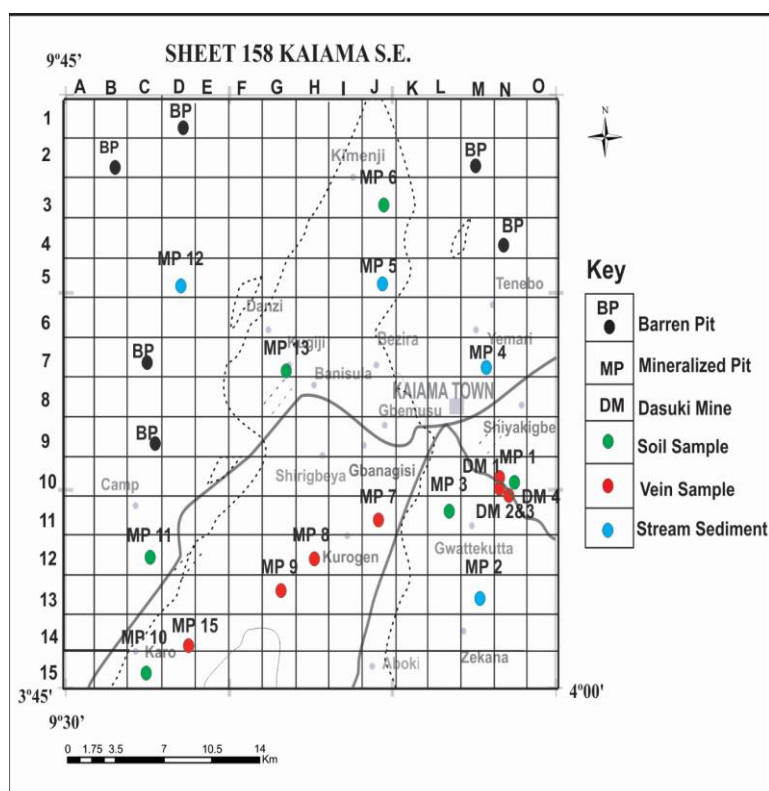 SHEET 158 KAIAMA S.E.
9º45'
A B C D E F G H I J K L M N O
N
1
BP
2
BP
Kimenji
BP
MP 6
3
BP
4
MP 12
MP 5
5
Tenebo
Danzi
6
Kugiji
Bezira
Yemari
BP
MP 13
MP 4
7
Banisula
KAIAMA TOWN
8
Gbemusu
Shiyakigbe
BP
9
Shirigbeya
Gbanagisi
DM 1
MP 1
Camp
10
MP 7
MP 3
DM 4
DM 2&3
11
MP 11
MP 8
Gwattekutta
12
Kurogen
MP 9
MP 2
13
MP 10
MP 15
14
Karo
Aboki
Zekana
15
3º45'
4º00'
9º30'
0 1.75 3.5 7 10.5 14
Km
Key
BP
Barren Pit
MP
Mineralized Pit
DM
Dasuki Mine
Soil Sample
Vein Sample
Stream Sediment